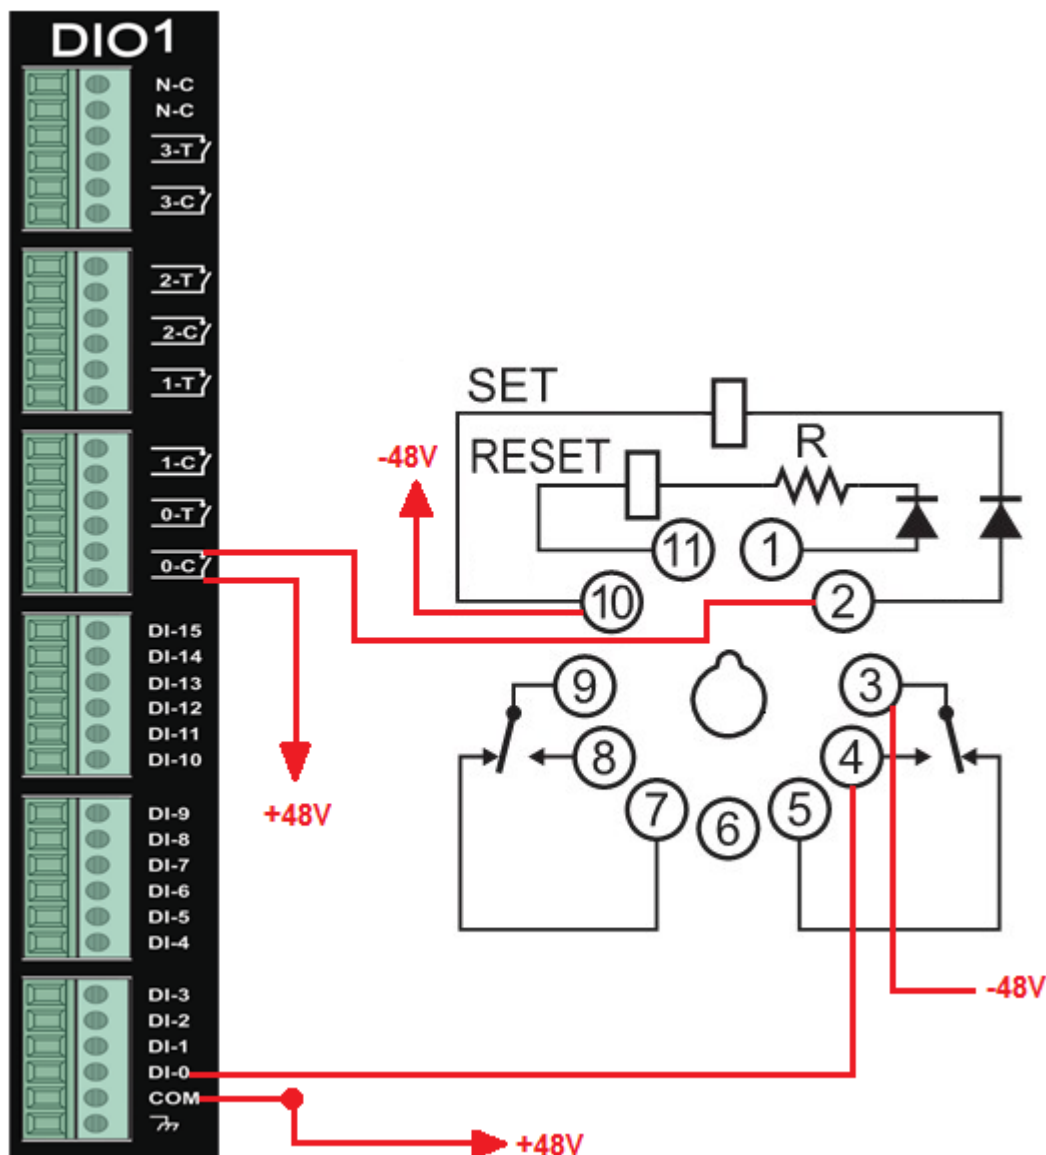 DIO1
N-C
N-C
3-T
3-C
2-T
2-C
1-T
1-C
0-T
0-C
DI-15
DI-14
DI-13
DI-12
DI-11
DI-10
DI-9
DI-8
DI-7
DI-6
DI-5
DI-4
DI-3
DI-2
DI-1
DI-0
COM
SET
RESET
R
-48V
11
1
10
2
9
3
8
4
7
5
6
+48V
-48V
+48V